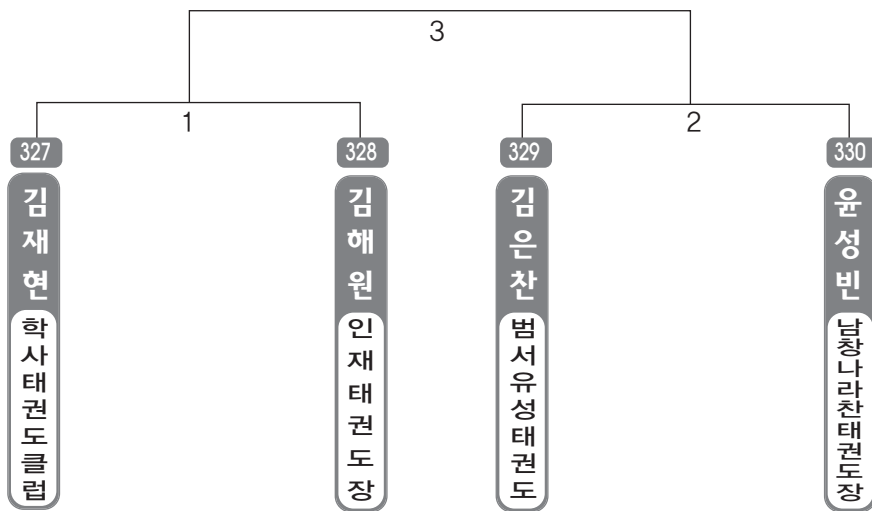 3
1
2
327
김재현
학사태권도클럽
328
김해원
인재태권도장
329
김은찬
범서유성태권도
330
윤성빈
남창나라찬태권도장